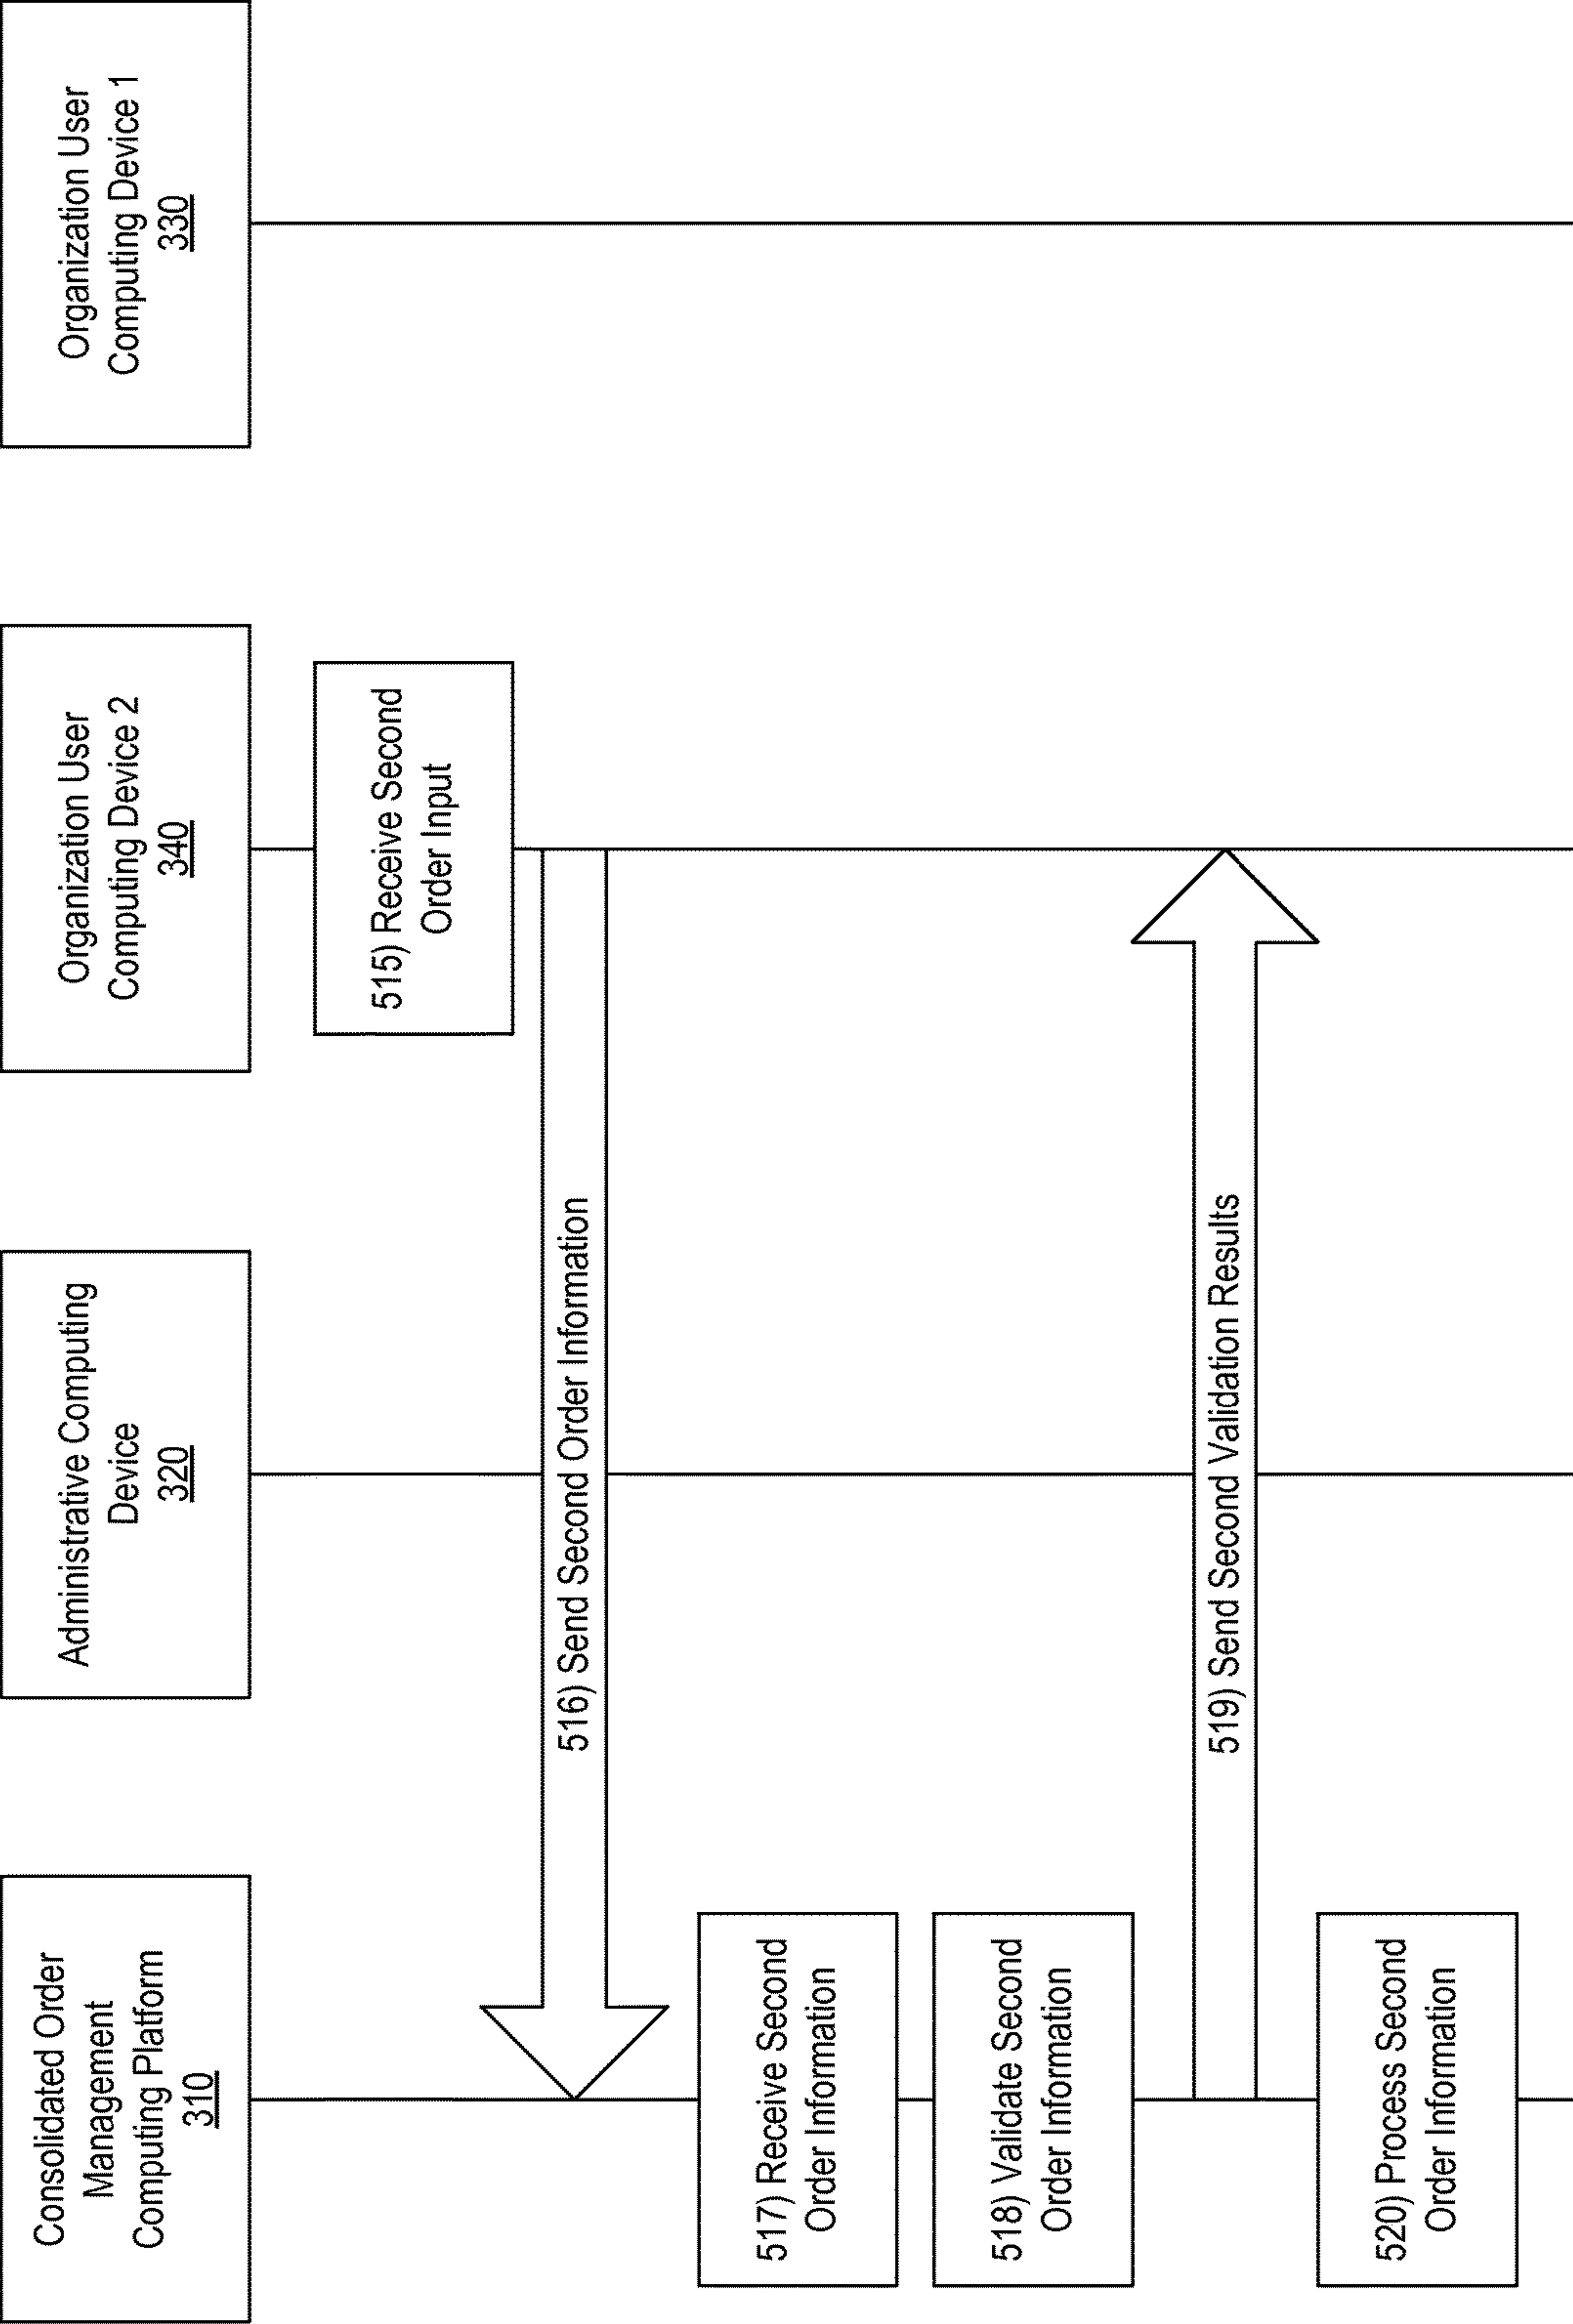 Consolidated Order
Management
Computing Platform
310
Administrative Computing
Device
320
Organization User
Computing Device 2
340
Organization User
Computing Device 1
330
515) Receive Second
Order Input
516) Send Second Order Information
517) Receive Second
Order Information
518) Validate Second
Order Information
519) Send Second Validation Results
520) Process Second
Order Information